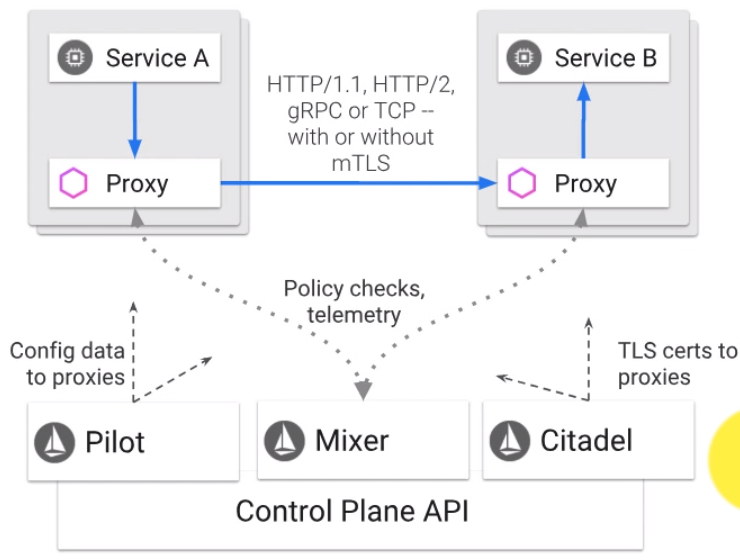 Service A
Service B
HTTP/1.1, HTTP/2,
gRPC or TCP --
with or without
mTLS
Proxy
Proxy
Policy checks,
telemetry
Config data
to proxies
TLS certs to
proxies
Pilot
Mixer
Citadel
Control Plane API